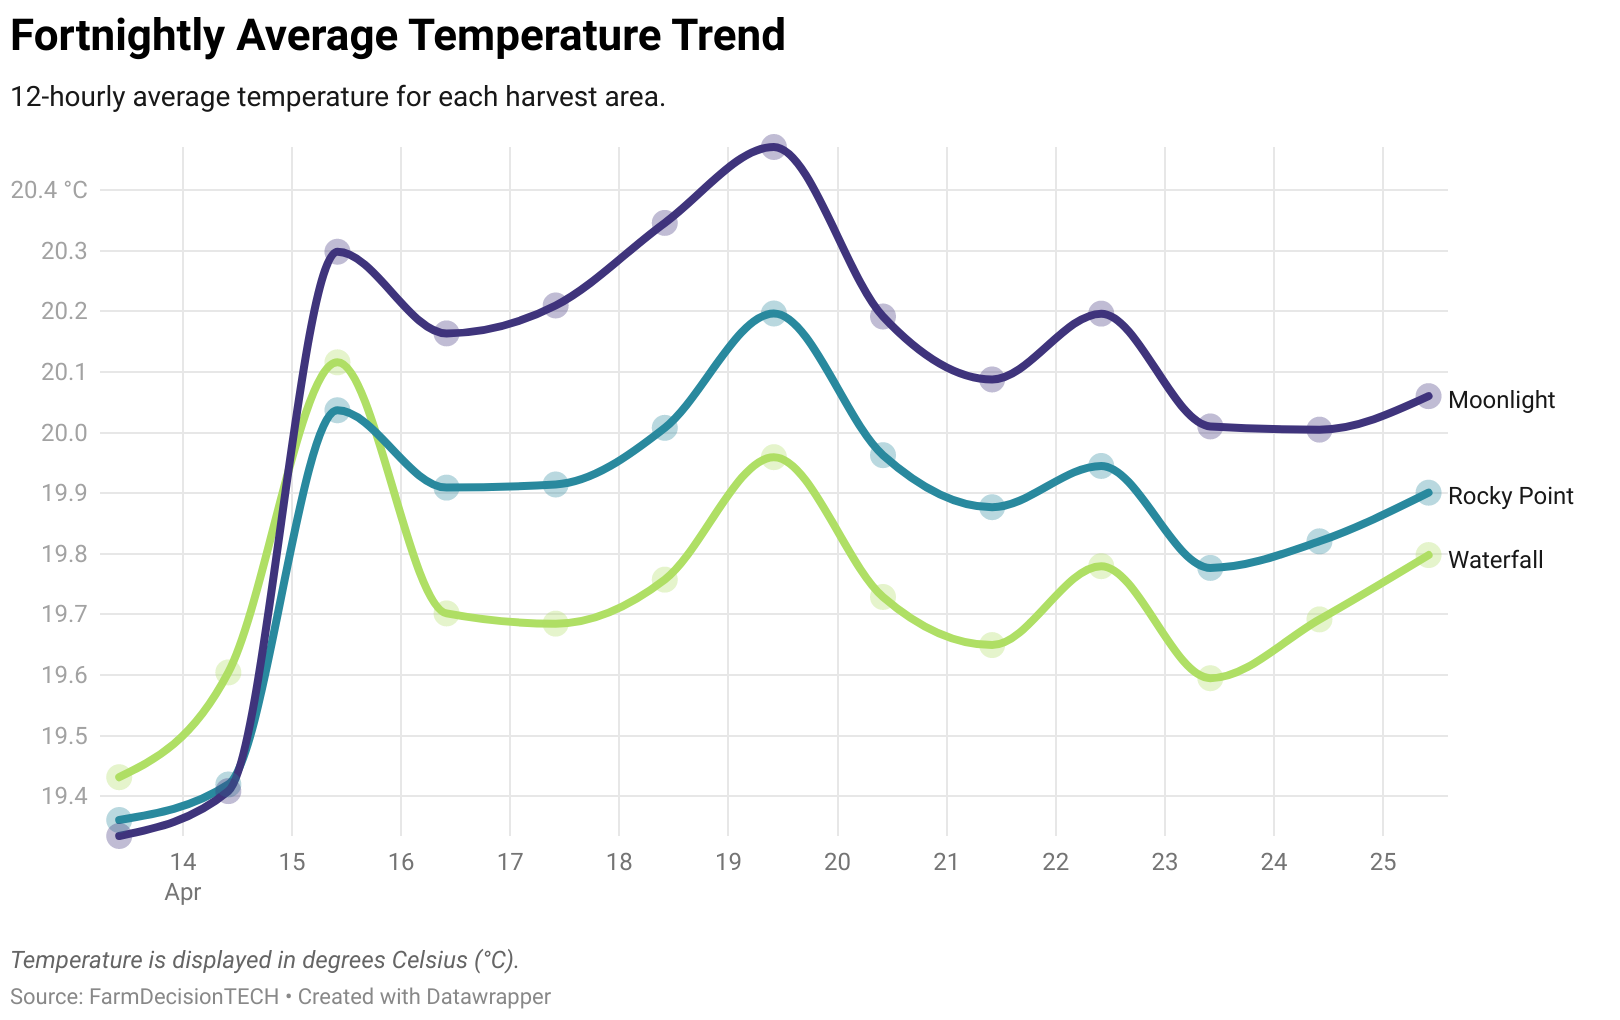 Fortnightly Average Temperature Trend
12-hourly average temperature for each harvest area.
20.4 °C
20.3
20.2
20.1
20.0
19.9
19.8
19.7
19.6
19.5
19.4
Moonlight
Rocky Point
Waterfall
14 15 16 17 18 19 20 21 22 23 24 25
Apr
Temperature is displayed in degrees Celsius (°C).
Source: FarmDecisionTECH • Created with Datawrapper